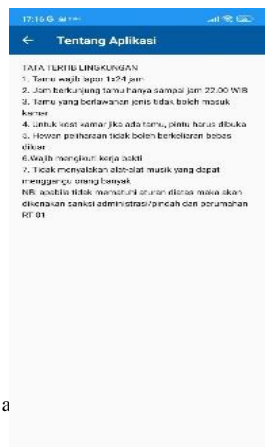 17:16
Tentang Aplikasi
TATA TERTIB LINGKUNGAN
1. Tamu wajib lapor 1x24 jam
2. Jam berkunjung tamu hanya sampai jam 22.00 WIB
3. Tamu yang berlawanan jenis tidak boleh masuk
kamar
4. Untuk kost kamar jika ada tamu, pintu harus dibuka
5. Hewan peliharaan tidak boleh berkeliaran bebas
diluar
6.Wajib mengikuti kerja bakti
7. Tidak menyalakan alat-alat musik yang dapat
mengganggu orang banyak
NB: apabila tidak mematuhi aturan diatas maka akan
dikenakan sanksi administrasi/pindah dari perumahan
RT 01
a